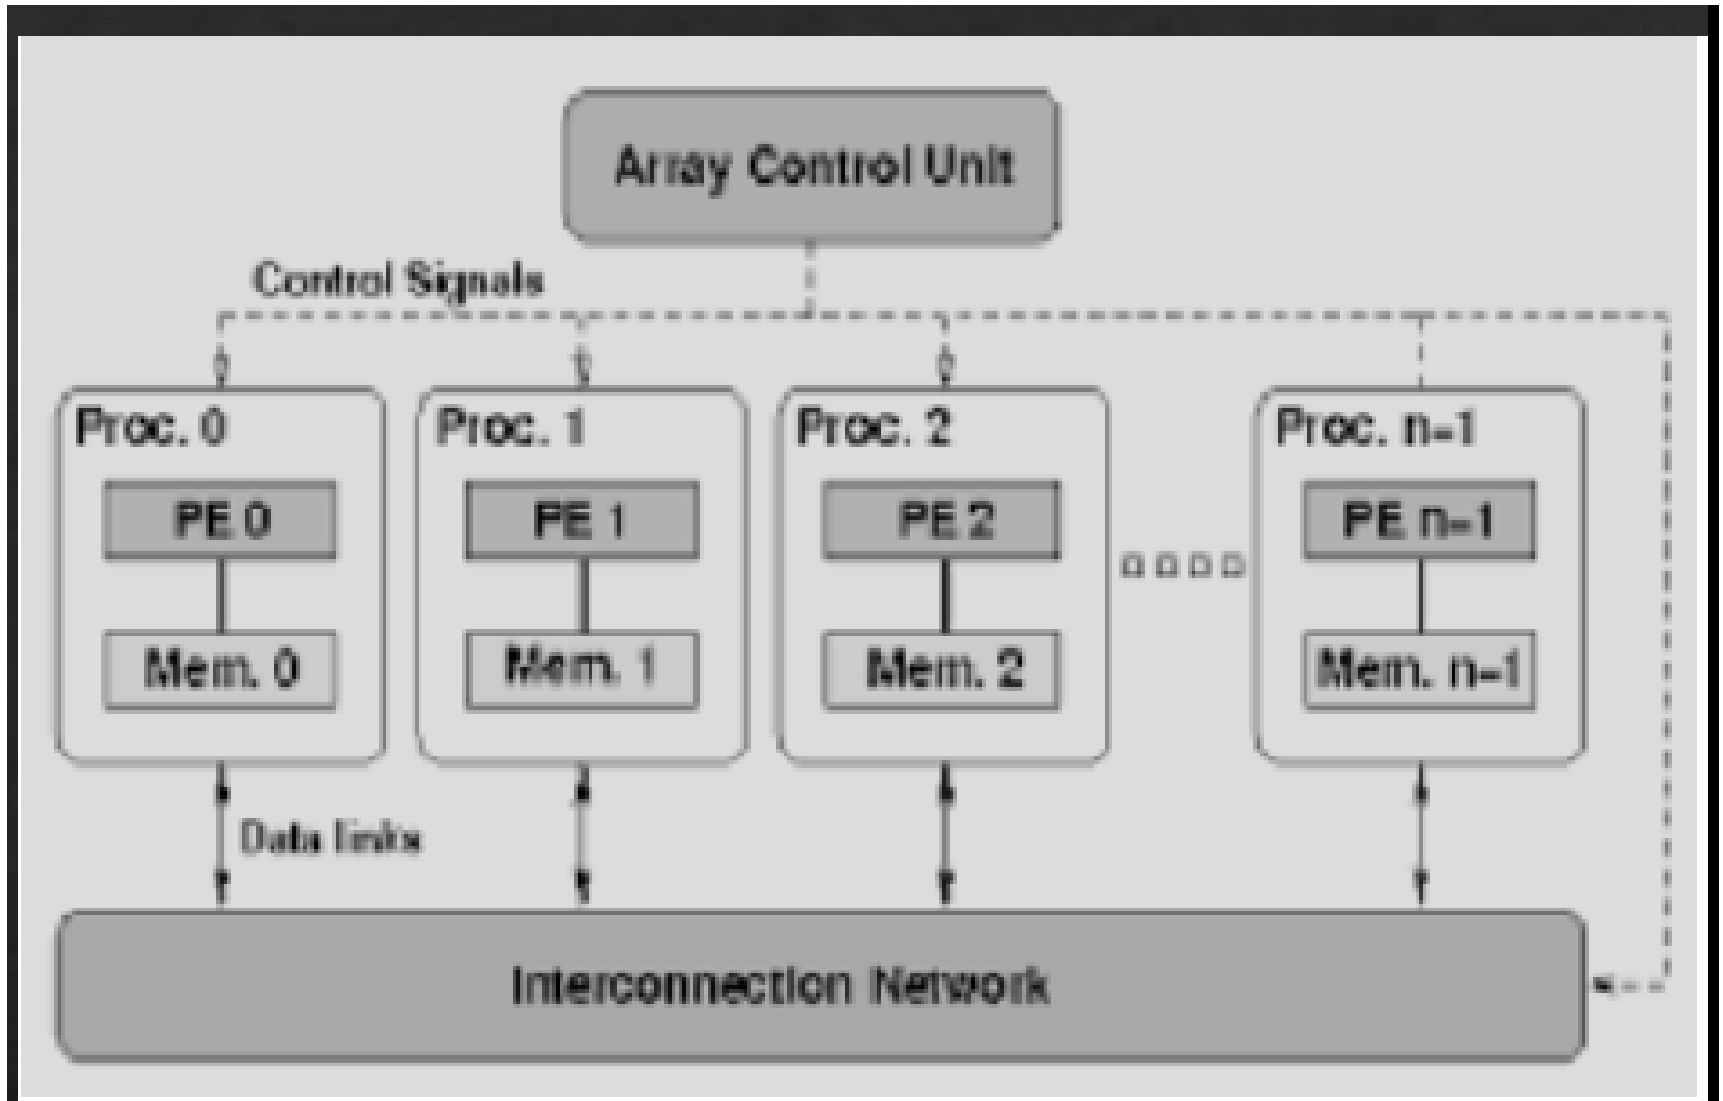 Array Control Unit
Control Signals
Proc. 0
Proc. 1
Proc. 2
Proc. n-1
PE 0
PE 1
PE 2
PE n-1
Mem. 0
Mem. 1
Mem. 2
Mem. n-1
Data links
Interconnection Network